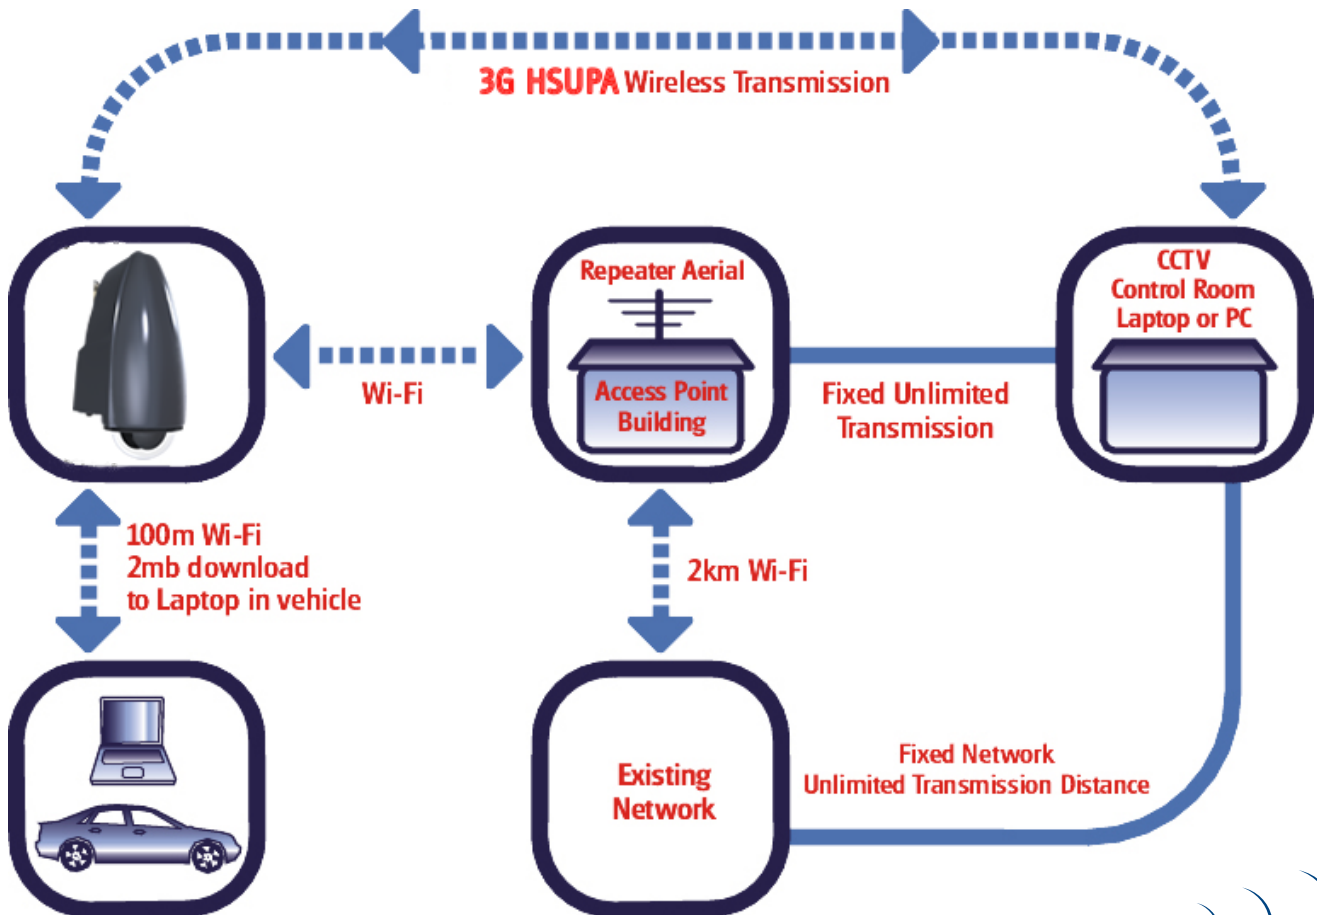 3G HSUPA Wireless Transmission
Repeater Aerial
CCTV
Control Room
Laptop or PC
Wi-Fi
Access Point
Building
Fixed Unlimited
Transmission
100m Wi-Fi
2mb download
to Laptop in vehicle
2km Wi-Fi
Existing
Network
Fixed Network
Unlimited Transmission Distance